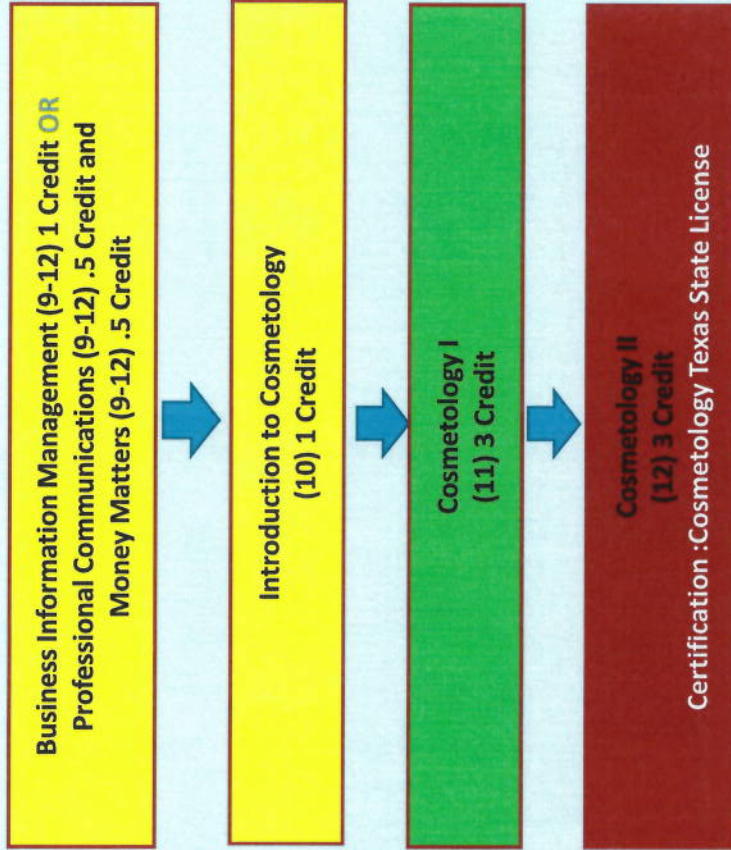 Business Information Management (9-12) 1 Credit OR
Professional Communications (9-12) .5 Credit and
Money Matters (9-12) .5 Credit
Introduction to Cosmetology
(10) 1 Credit
Cosmetology I
(11) 3 Credit
Cosmetology II
(12) 3 Credit
Certification :Cosmetology Texas State License